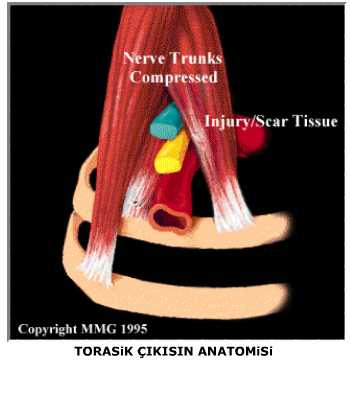 Nerve Trunks
Compressed
Injury/Scar Tissue
Copyright MMG 1995
TORASiK ÇIKISIN ANATOMiSi